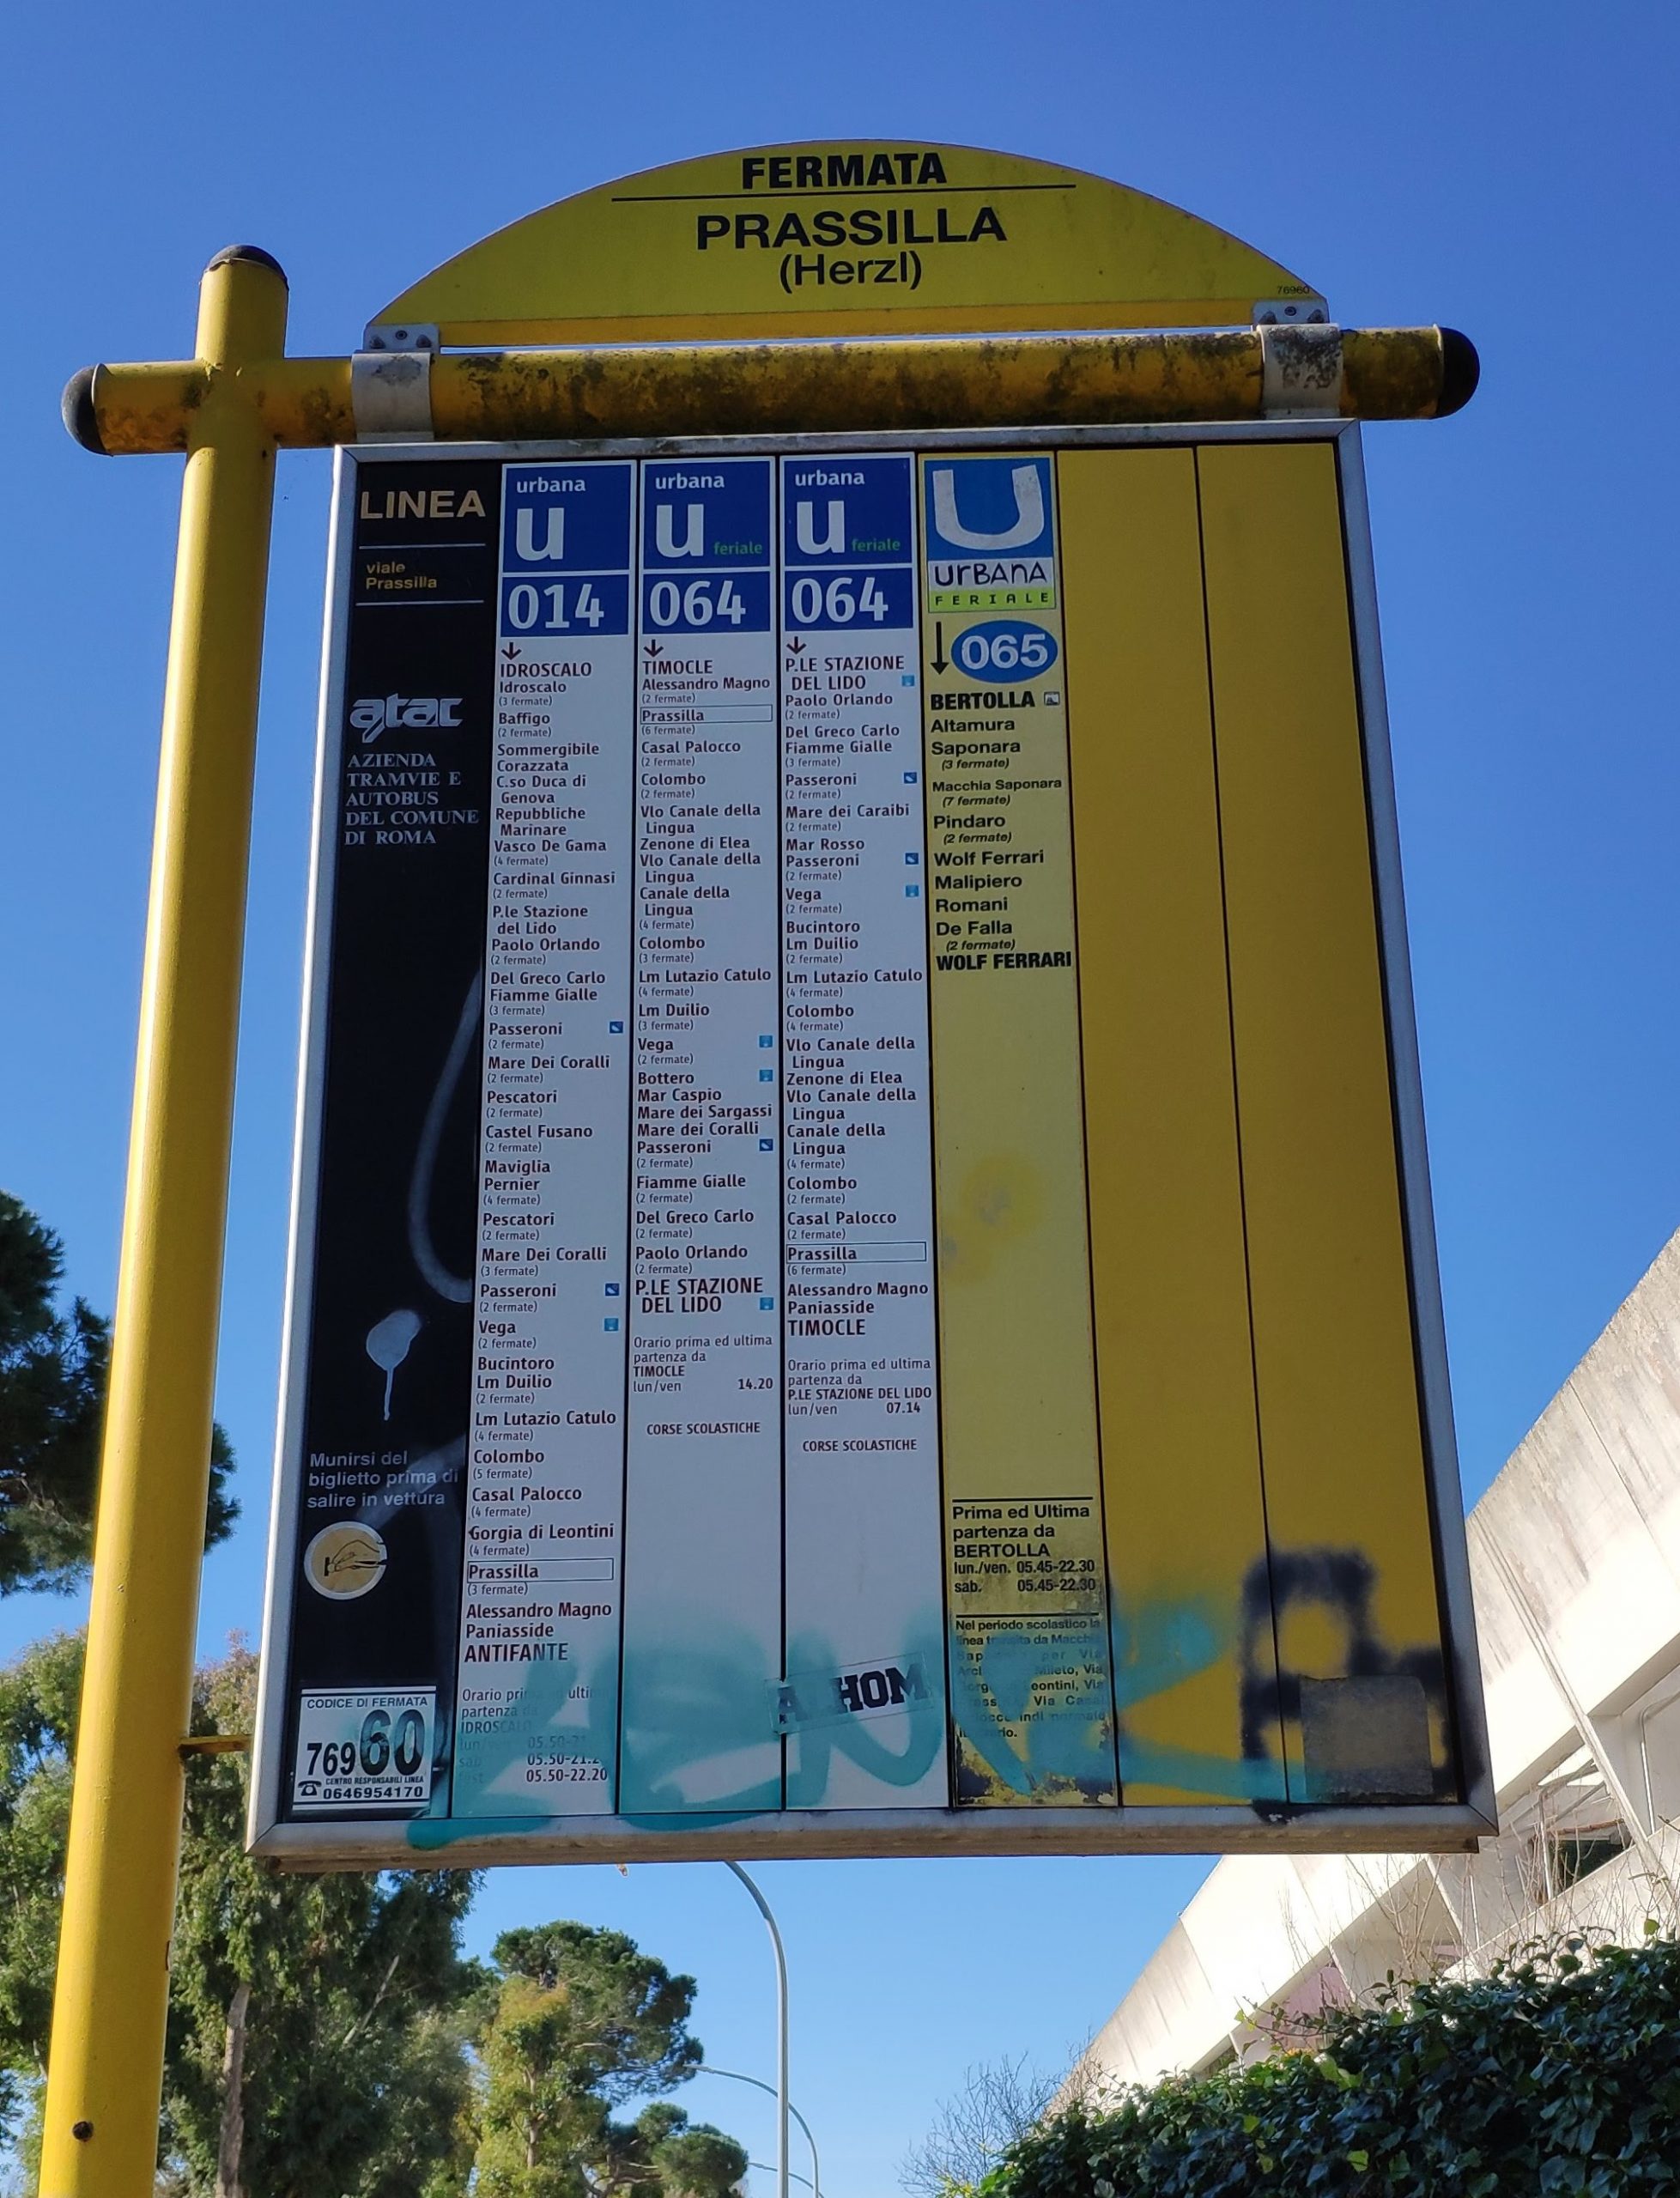 FERMATA
PRASSILLA
(Herzl)
76960
LINEA
viale
Prassilla
atac
AZIENDA
TRAMVIE E
AUTOBUS
DEL COMUNE
DI ROMA
Munirsi del
biglietto prima di
salire in vettura
CODICE DI FERMATA
76960
CENTRO RESPONSABILI LINEA
0646954170
urbana
u
014
IDROSCALO
Idroscalo
(3 fermate)
Baffigo
(2 fermate)
Sommergibile
Corazzata
C.so Duca di
Genova
Repubbliche
Marinare
Vasco De Gama
(4 fermate)
Cardinal Ginnasi
(2 fermate)
P.le Stazione
del Lido
Paolo Orlando
(2 fermate)
Del Greco Carlo
Fiamme Gialle
(3 fermate)
Passeroni
(2 fermate)
Mare Dei Coralli
(2 fermate)
Pescatori
(2 fermate)
Castel Fusano
(2 fermate)
Maviglia
Pernier
(4 fermate)
Pescatori
(2 fermate)
Mare Dei Coralli
(3 fermate)
Passeroni
(2 fermate)
Vega
(2 fermate)
Bucintoro
Lm Duilio
(2 fermate)
Lm Lutazio Catulo
(4 fermate)
Colombo
(5 fermate)
Casal Palocco
(4 fermate)
Gorgia di Leontini
(4 fermate)
Prassilla
(3 fermate)
Alessandro Magno
Paniasside
ANTIFANTE
Orario
partenza
IDROSCALO
05.50-22.20
urbana
u feriale
064
TIMOCLE
Alessandro Magno
(2 fermate)
Prassilla
(6 fermate)
Casal Palocco
(2 fermate)
Colombo
(2 fermate)
Vlo Canale della
Lingua
Zenone di Elea
Vlo Canale della
Lingua
Canale della
Lingua
(4 fermate)
Colombo
(3 fermate)
Lm Lutazio Catulo
(4 fermate)
Lm Duilio
(3 fermate)
Vega
(2 fermate)
Bottero
Mar Caspio
Mare dei Sargassi
Mare dei Coralli
Passeroni
(2 fermate)
Fiamme Gialle
(2 fermate)
Del Greco Carlo
(2 fermate)
Paolo Orlando
(2 fermate)
P.LE STAZIONE
DEL LIDO
Orario prima ed ultima
partenza da
TIMOCLE
lun/ven 14.20
CORSE SCOLASTICHE
urbana
u feriale
064
P.LE STAZIONE
DEL LIDO
Paolo Orlando
(2 fermate)
Del Greco Carlo
Fiamme Gialle
(3 fermate)
Passeroni
(2 fermate)
Mare dei Caraibi
(2 fermate)
Mar Rosso
Passeroni
(2 fermate)
Vega
(2 fermate)
Bucintoro
Lm Duilio
(2 fermate)
Lm Lutazio Catulo
(4 fermate)
Colombo
(4 fermate)
Vlo Canale della
Lingua
Zenone di Elea
Vlo Canale della
Lingua
Canale della
Lingua
(4 fermate)
Colombo
(2 fermate)
Casal Palocco
(2 fermate)
Prassilla
(6 fermate)
Alessandro Magno
Paniasside
TIMOCLE
Orario prima ed ultima
partenza da
P.LE STAZIONE DEL LIDO
lun/ven 07.14
CORSE SCOLASTICHE
HOM
U
URBANA
FERIALE
065
BERTOLLA
Altamura
Saponara
(3 fermate)
Macchia Saponara
(7 fermate)
Pindaro
(2 fermate)
Wolf Ferrari
Malipiero
Romani
De Falla
(2 fermate)
WOLF FERRARI
Prima ed Ultima
partenza da
BERTOLLA
lun./ven. 05.45-22.30
sab. 05.45-22.30
Nel periodo scolastico la
linea da
per Via
Mileto, Via
Via